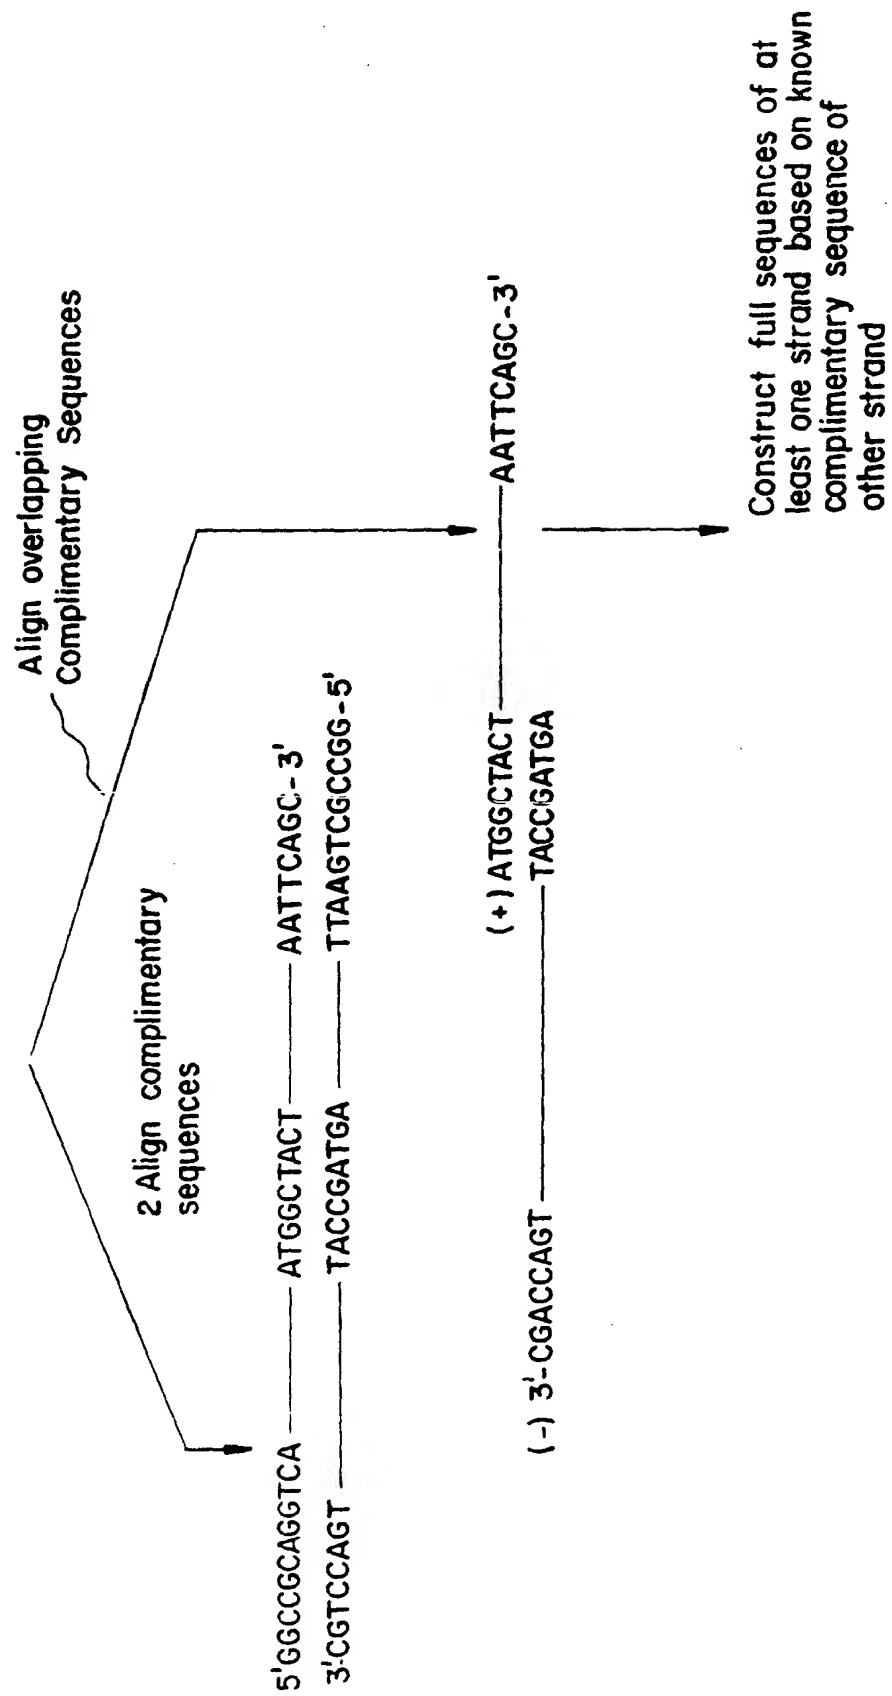 Align overlapping
Complimentary Sequences
2 Align complimentary
sequences
5'GGCCGCAGGTCA ATGGCTACT AATTCAGC-3'
3'-CGTCCAGT TACCGATGA TTAAGTCGCCGG-5'
(+) ATGGCTACT AATTCAGC-3'
(-) 3'-CGACCAGT TACCGATGA
Construct full sequences of at
least one strand based on known
complimentary sequence of
other strand